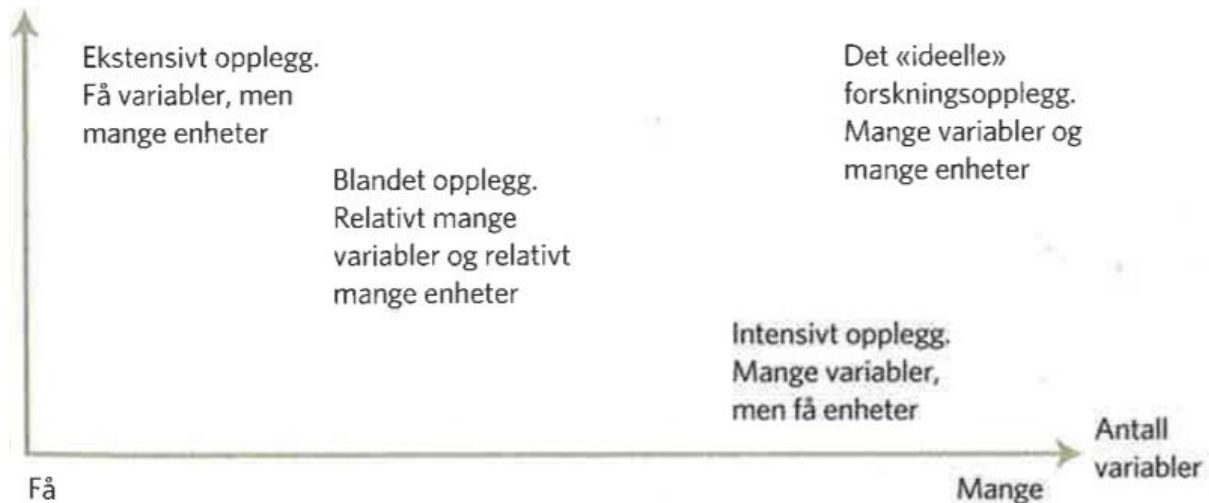 Ekstensivt opplegg.
Få variabler, men
mange enheter
Det «ideelle»
forskningsopplegg.
Mange variabler og
mange enheter
Blandet opplegg.
Relativt mange
variabler og relativt
mange enheter
Intensivt opplegg.
Mange variabler,
men få enheter
Antall
variabler
Få
Mange